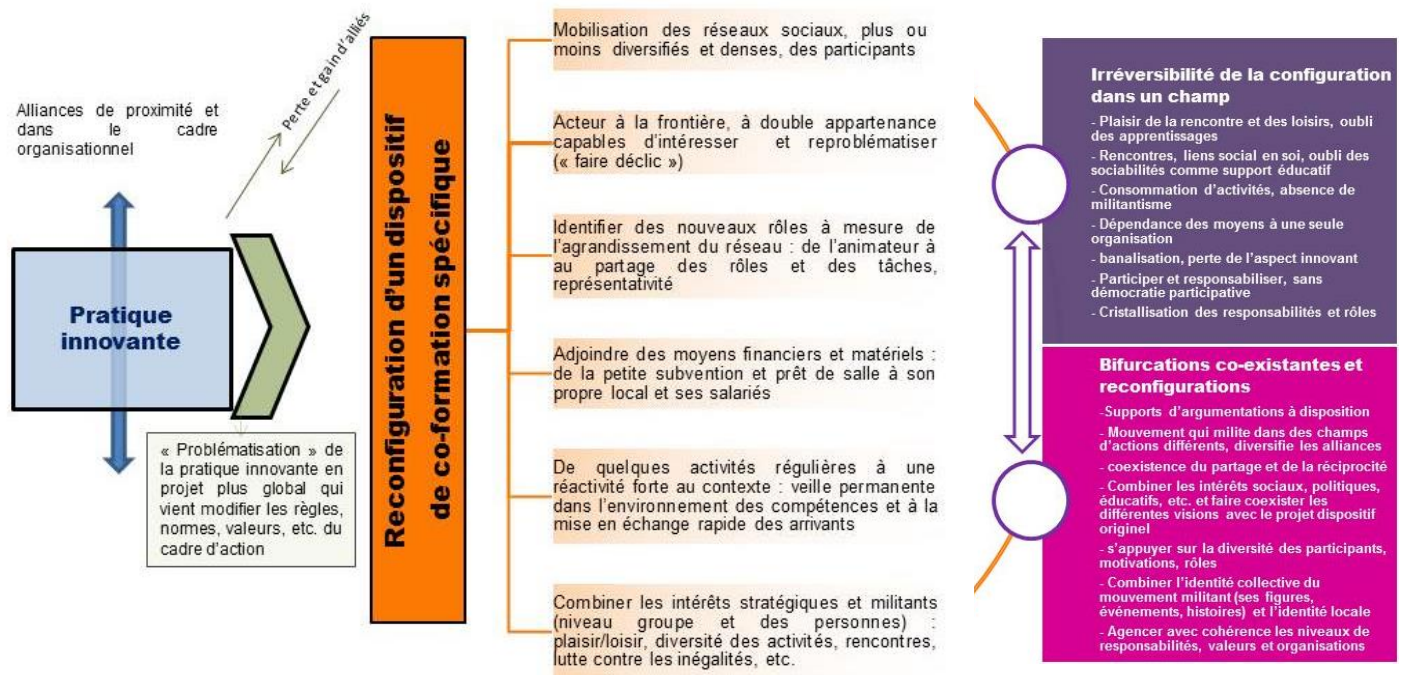 Alliances de proximité et
dans le cadre
organisationnel
Perte et gain d'alliés
Pratique
innovante
« Problématisation » de
la pratique innovante en
projet plus global qui
vient modifier les règles,
normes, valeurs, etc. du
cadre d'action
Reconfiguration d'un dispositif
de co-formation spécifique
Mobilisation des réseaux sociaux, plus ou
moins diversifiés et denses, des participants
Acteur à la frontière, à double appartenance
capables d'intéresser et reproblématiser
(« faire déclic »)
Identifier des nouveaux rôles à mesure de
l'agrandissement du réseau : de l'animateur à
au partage des rôles et des tâches,
représentativité
Adjoindre des moyens financiers et matériels :
de la petite subvention et prêt de salle à son
propre local et ses salariés
De quelques activités régulières à une
réactivité forte au contexte : veille permanente
dans l'environnement des compétences et à la
mise en échange rapide des arrivants
Combiner les intérêts stratégiques et militants
(niveau groupe et des personnes) :
plaisir/loisir, diversité des activités, rencontres,
lutte contre les inégalités, etc.
Irréversibilité de la configuration
dans un champ
- Plaisir de la rencontre et des loisirs, oubli
des apprentissages
- Rencontres, liens social en soi, oubli des
sociabilités comme support éducatif
- Consommation d'activités, absence de
militantisme
- Dépendance des moyens à une seule
organisation
- banalisation, perte de l'aspect innovant
- Participer et responsabiliser, sans
démocratie participative
- Cristallisation des responsabilités et rôles
Bifurcations co-existantes et
reconfigurations
-Supports d'argumentations à disposition
- Mouvement qui milite dans des champs
d'actions différents, diversifie les alliances
- coexistence du partage et de la réciprocité
- Combiner les intérêts sociaux, politiques,
éducatifs, etc. et faire coexister les
différentes visions avec le projet dispositif
originel
- s'appuyer sur la diversité des participants,
motivations, rôles
- Combiner l'identité collective du
mouvement militant (ses figures,
événements, histoires) et l'identité locale
- Agencer avec cohérence les niveaux de
responsabilités, valeurs et organisations